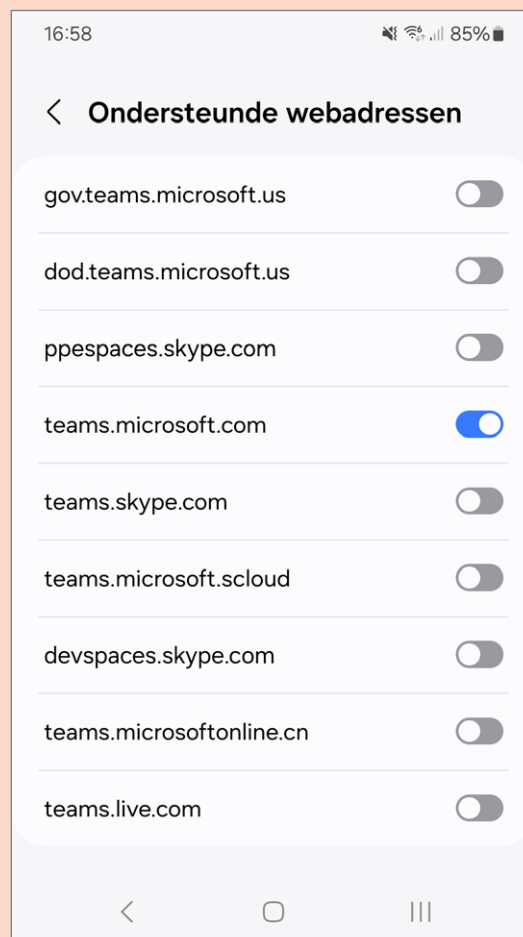 16:58 85%
Ondersteunde webadressen
gov.teams.microsoft.us
dod.teams.microsoft.us
ppespaces.skype.com
teams.microsoft.com
teams.skype.com
teams.microsoft.scloud
devspaces.skype.com
teams.microsoftonline.cn
teams.live.com